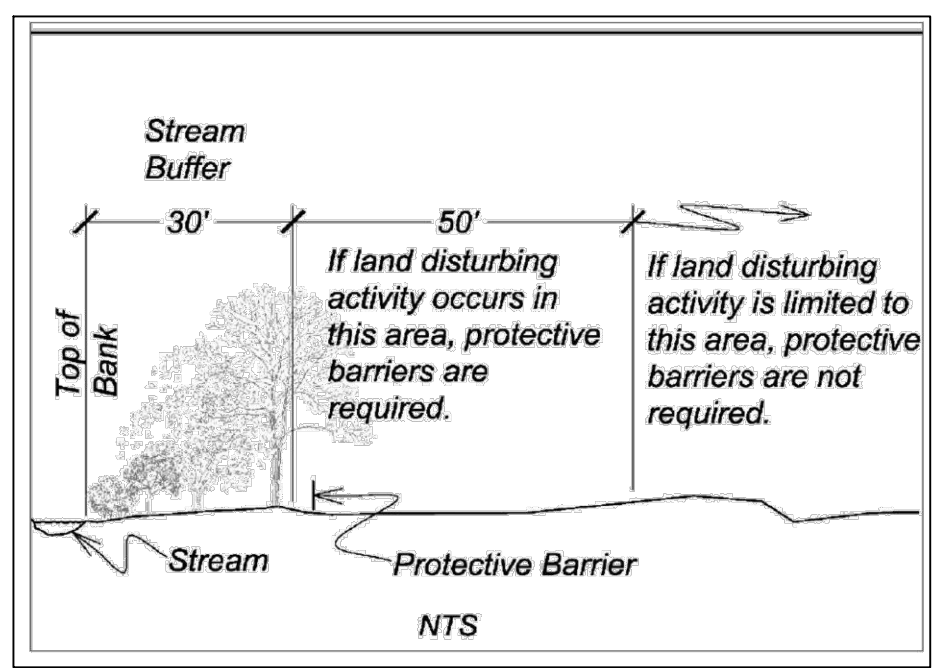 Stream
Buffer
30'
50'
If land disturbing
activity occurs in
this area, protective
barriers are
required.
If land disturbing
activity is limited to
this area, protective
barriers are not
required.
Top of
Bank
Stream
Protective Barrier
NTS